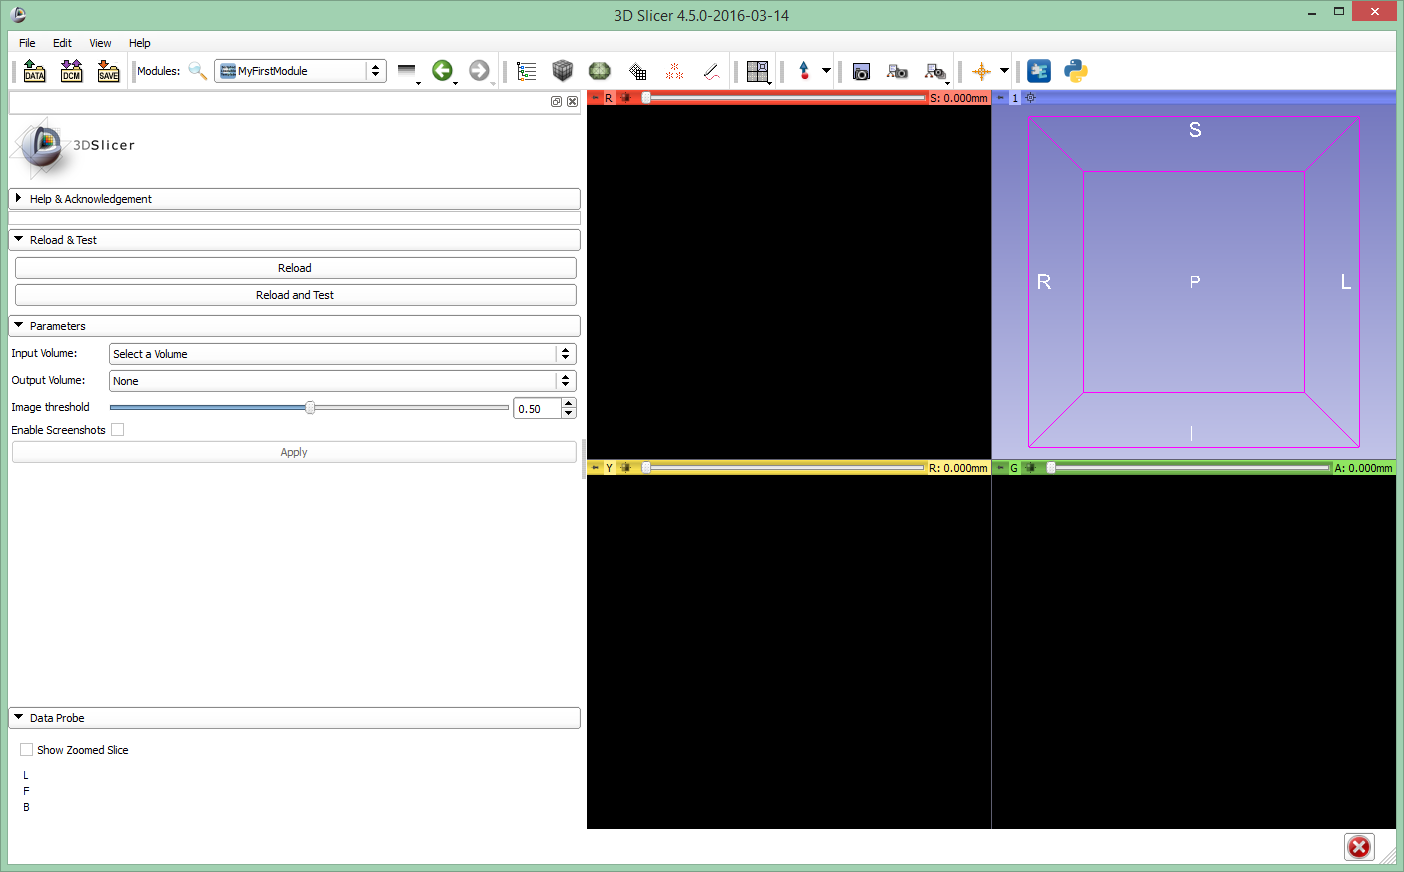 3D Slicer 4.5.0-2016-03-14
File Edit View Help
DATA DCM SAVE Modules: MyFirstModule
3DSlicer
Help & Acknowledgement
Reload & Test
Reload
Reload and Test
Parameters
Input Volume: Select a Volume
Output Volume: None
Image threshold 0.50
Enable Screenshots
Apply
Data Probe
Show Zoomed Slice
L
F
B
R S: 0.000mm
1
S
R P L
I
Y R: 0.000mm
G A: 0.000mm